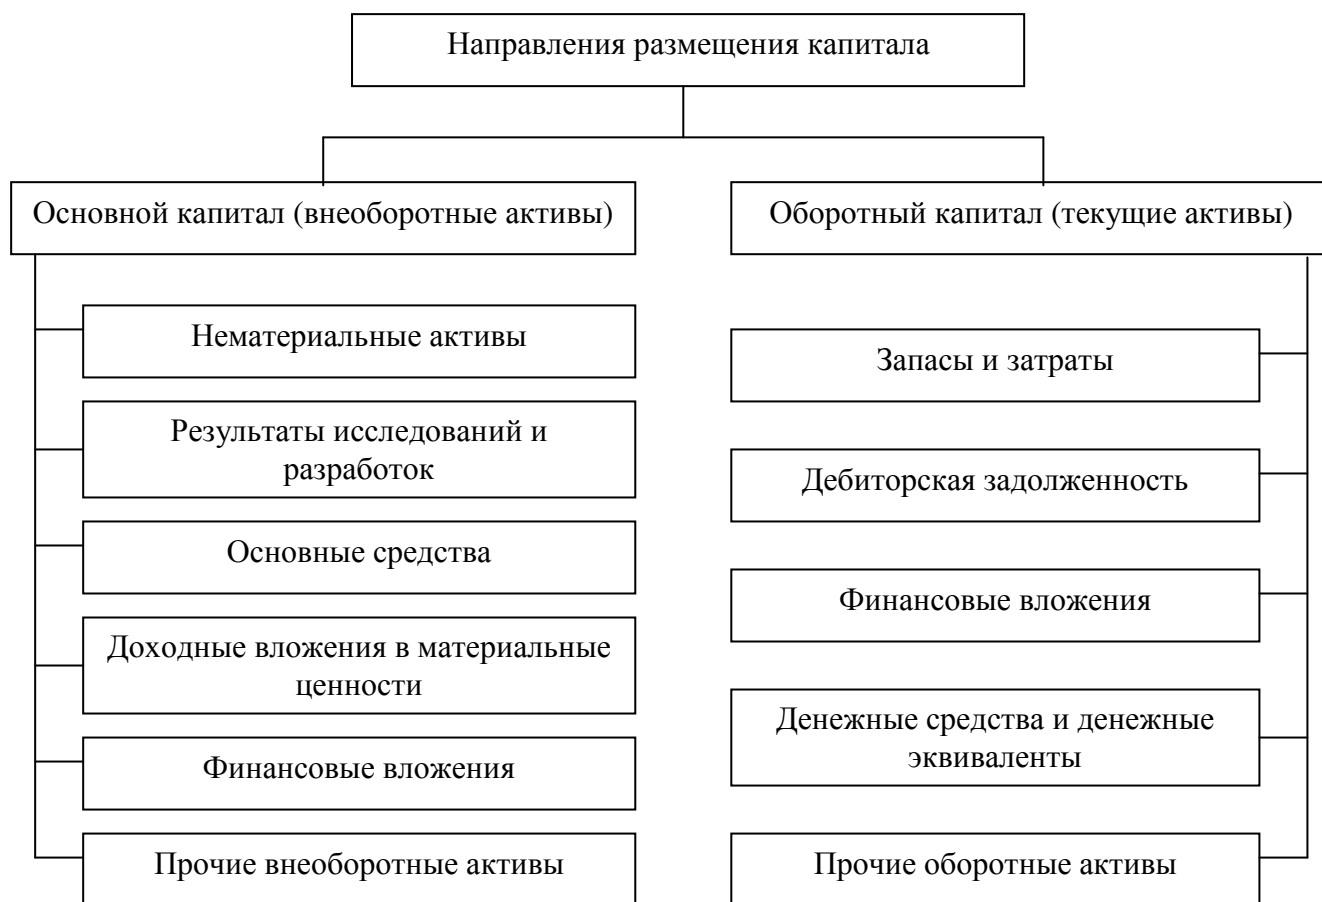 Направления размещения капитала
Основной капитал (внеоборотные активы)
Нематериальные активы
Результаты исследований и
разработок
Основные средства
Доходные вложения в материальные
ценности
Финансовые вложения
Прочие внеоборотные активы
Оборотный капитал (текущие активы)
Запасы и затраты
Дебиторская задолженность
Финансовые вложения
Денежные средства и денежные
эквиваленты
Прочие оборотные активы